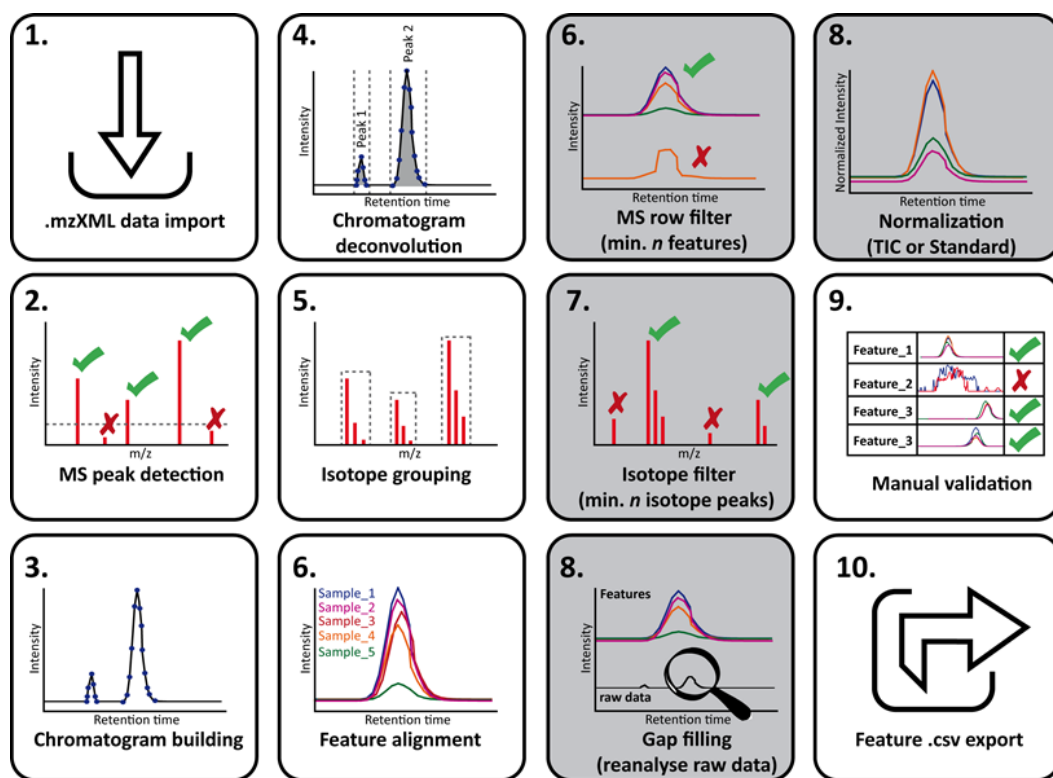 1.
.mzXML data import
2.
Intensity
m/z
MS peak detection
3.
Intensity
Retention time
Chromatogram building
4.
Peak 1
Peak 2
Intensity
Retention time
Chromatogram
deconvolution
5.
Intensity
m/z
Isotope grouping
6.
Sample_1
Sample_2
Sample_3
Sample_4
Sample_5
Intensity
Retention time
Feature alignment
6.
Intensity
Retention time
MS row filter
(min. n features)
7.
Intensity
m/z
Isotope filter
(min. n isotope peaks)
8.
Features
Intensity
raw data
Retention time
Gap filling
(reanalyse raw data)
8.
Normalized Intensity
Retention time
Normalization
(TIC or Standard)
9.
Feature_1
Feature_2
Feature_3
Feature_3
Manual validation
10.
Feature .csv export